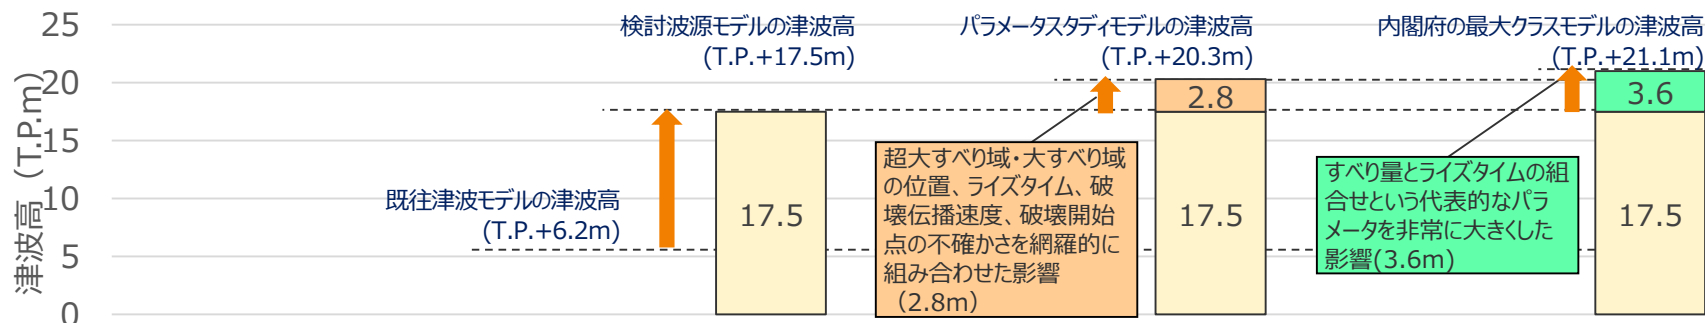 津波高（T.P.m）
25
20
15
10
5
0
既往津波モデルの津波高
(T.P.+6.2m)
検討波源モデルの津波高
(T.P.+17.5m)
17.5
パラメータスタディモデルの津波高
(T.P.+20.3m)
2.8
17.5
超大すべり域・大すべり域
の位置、ライズタイム、破
壊伝播速度、破壊開始
点の不確かさを網羅的に
組み合わせた影響
（2.8m）
内閣府の最大クラスモデルの津波高
(T.P.+21.1m)
3.6
17.5
すべり量とライズタイムの組
合せという代表的なパラ
メータを非常に大きくした
影響(3.6m)